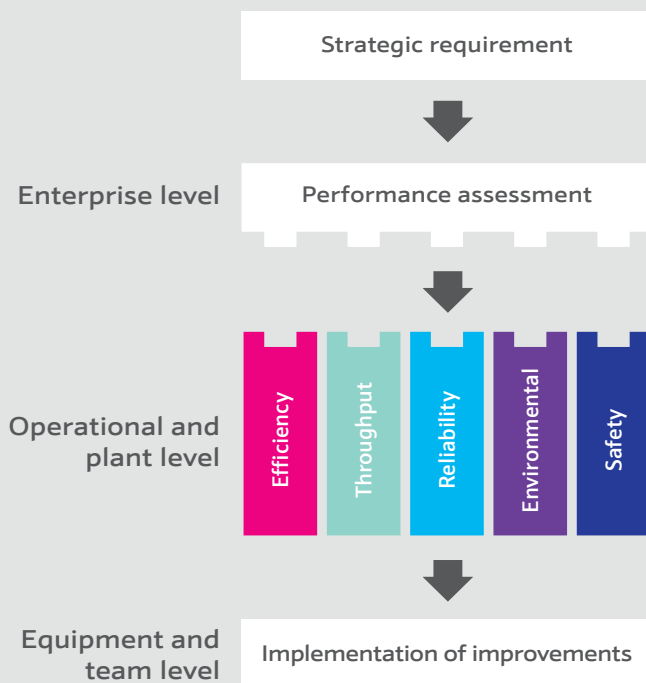 Strategic requirement
Enterprise level
Performance assessment
Operational and
plant level
Efficiency
Throughput
Reliability
Environmental
Safety
Equipment and
team level
Implementation of improvements